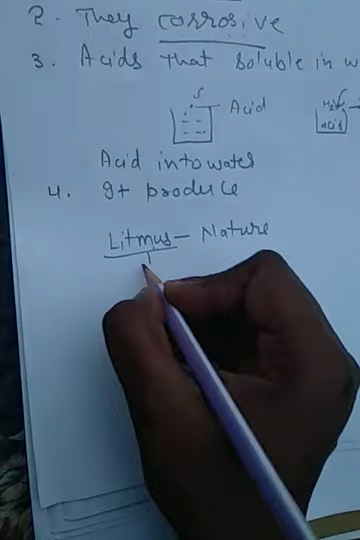 2. They corrosive
3. Acids That soluble in w
Acid
acid
Acid into water
4. It produce
Litmus - Nature